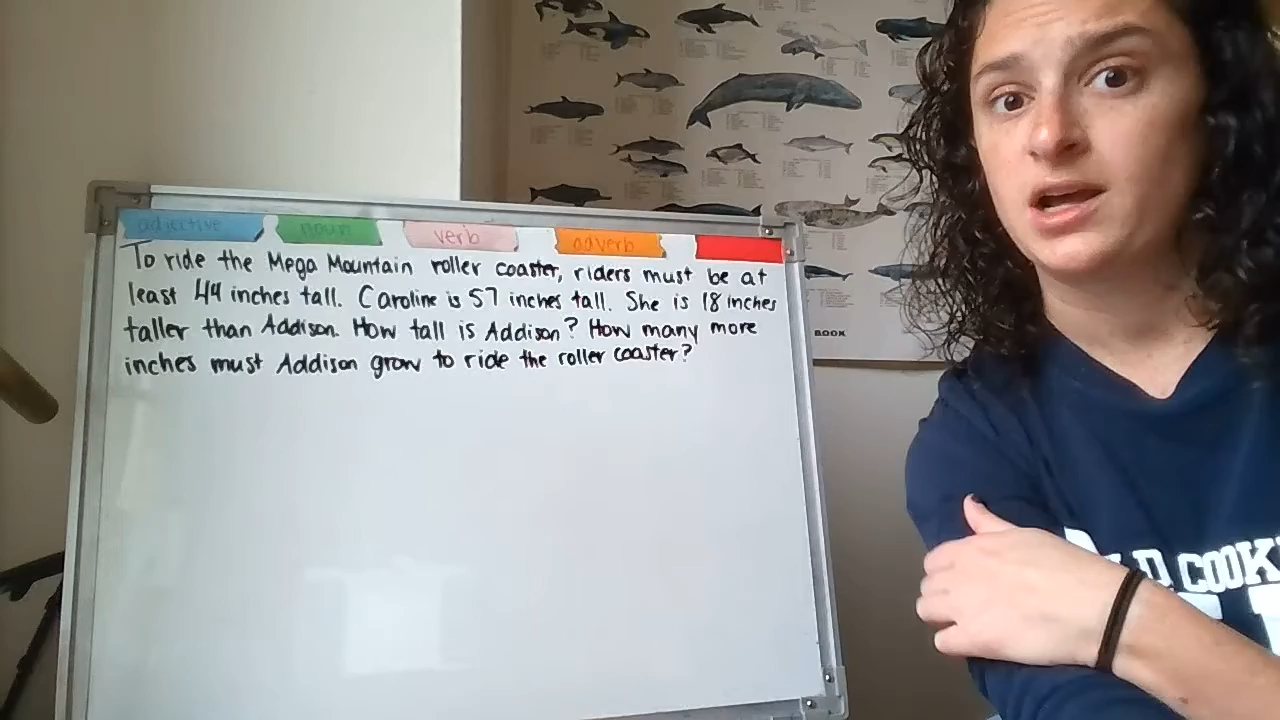 adjective noun verb adverb
To ride the Mega Mountain roller coaster, riders must be at
least 44 inches tall. Caroline is 57 inches tall. She is 18 inches
taller than Addison. How tall is Addison? How many more
inches must Addison grow to ride the roller coaster?
BOOK
COOK